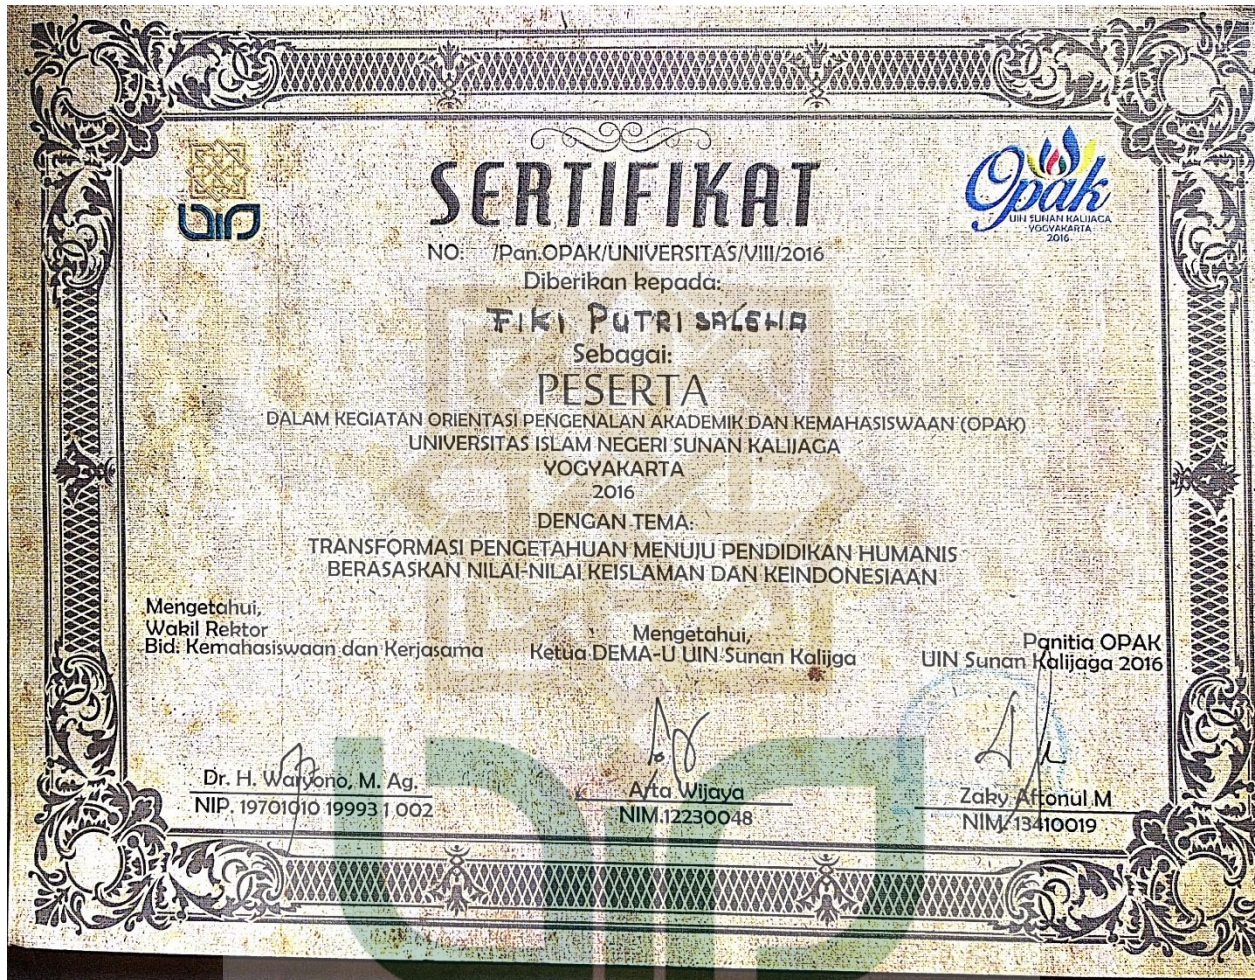 uin
Opak
UIN SUNAN KALIJAGA
YOGYAKARTA
2016
SERTIFIKAT
NO: /Pan.OPAK/UNIVERSITAS/VIII/2016
Diberikan kepada:
FIKI PUTRI SALEHA
Sebagai:
PESERTA
DALAM KEGIATAN ORIENTASI PENGENALAN AKADEMIK DAN KEMAHASISWAAN (OPAK)
UNIVERSITAS ISLAM NEGERI SUNAN KALIJAGA
YOGYAKARTA
2016
DENGAN TEMA:
TRANSFORMASI PENGETAHUAN MENUJU PENDIDIKAN HUMANIS
BERASASKAN NILAI-NILAI KEISLAMAN DAN KEINDONESIAAN
Mengetahui,
Wakil Rektor
Bid. Kemahasiswaan dan Kerjasama
Dr. H. Waryono, M. Ag.
NIP. 19701010 19993 1 002
Mengetahui,
Ketua DEMA-U UIN Sunan Kalijga
Arta Wijaya
NIM.12230048
Panitia OPAK
UIN Sunan Kalijaga 2016
Zaky Aftonul.M
NIM. 13410019